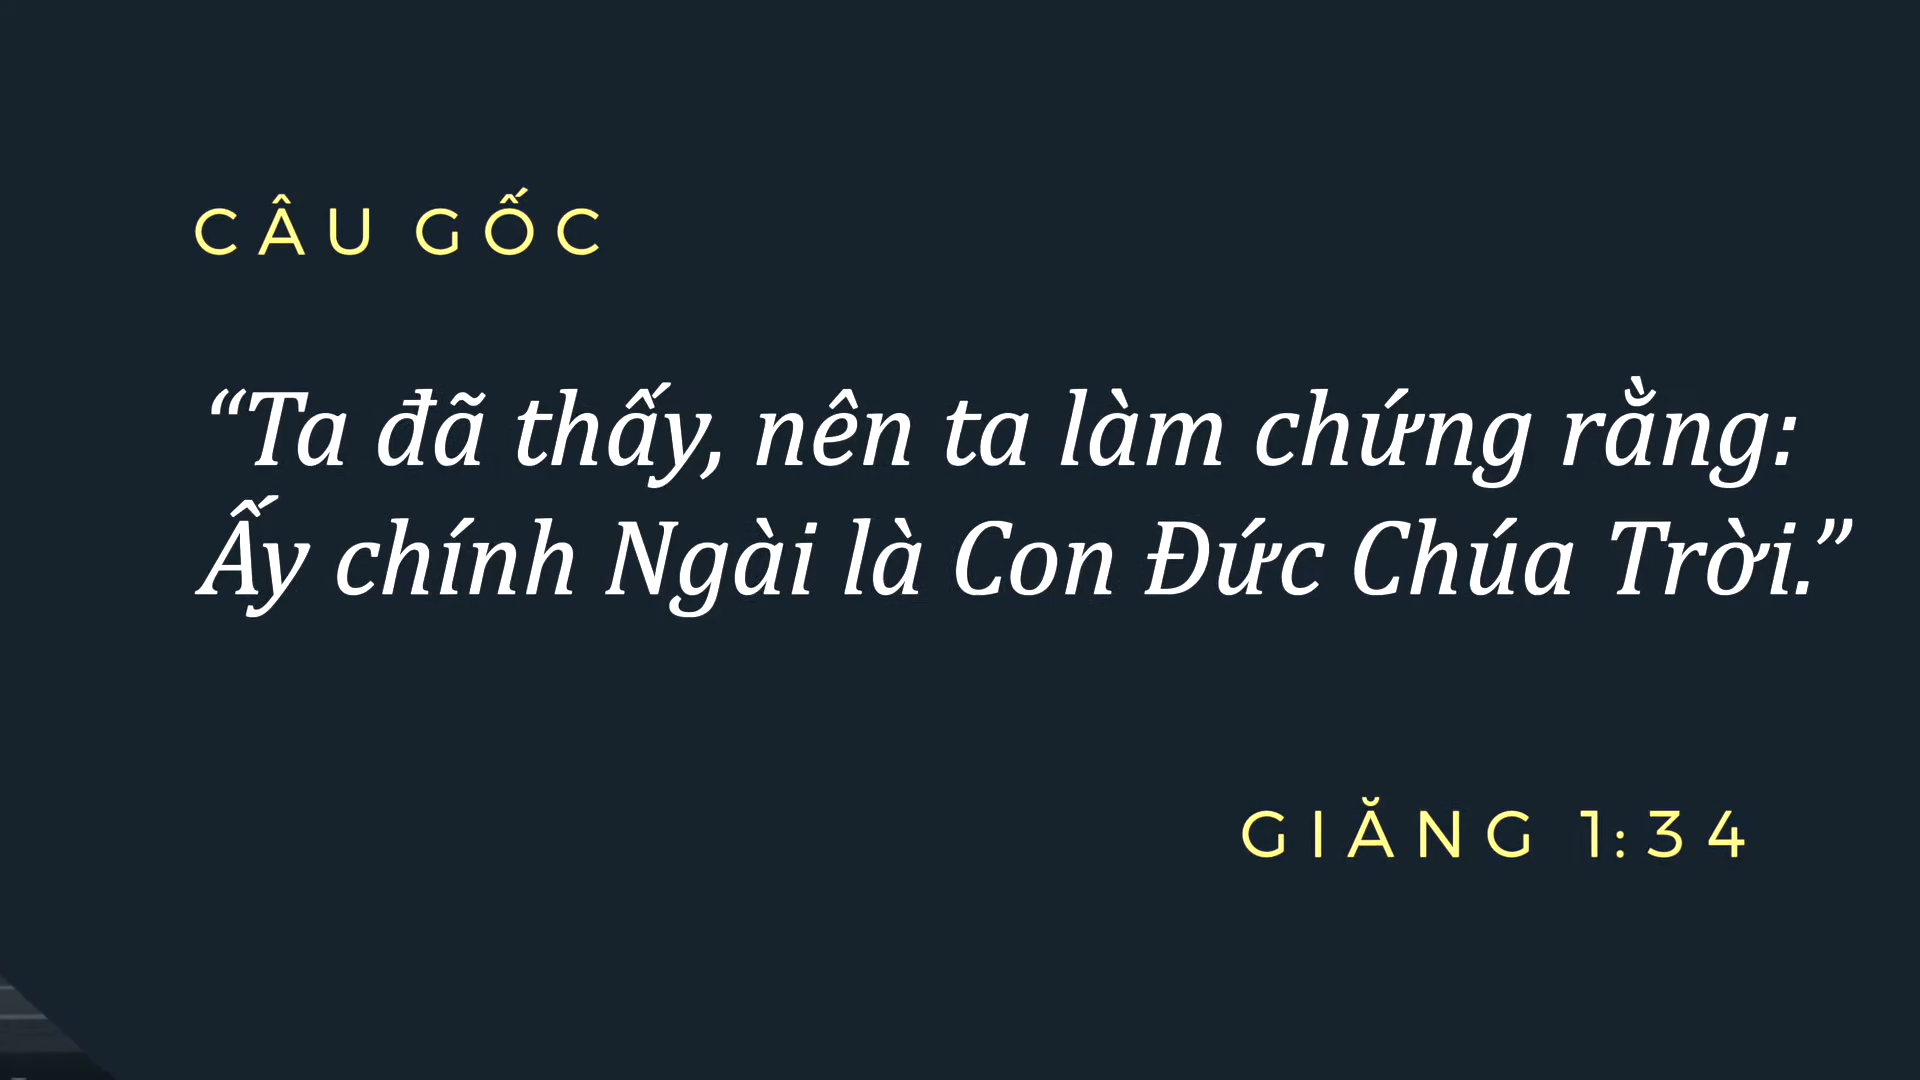 CÂU GỐC
“Ta đã thấy, nên ta làm chứng rằng:
Ấy chính Ngài là Con Đức Chúa Trời.”
GIĂNG 1:34